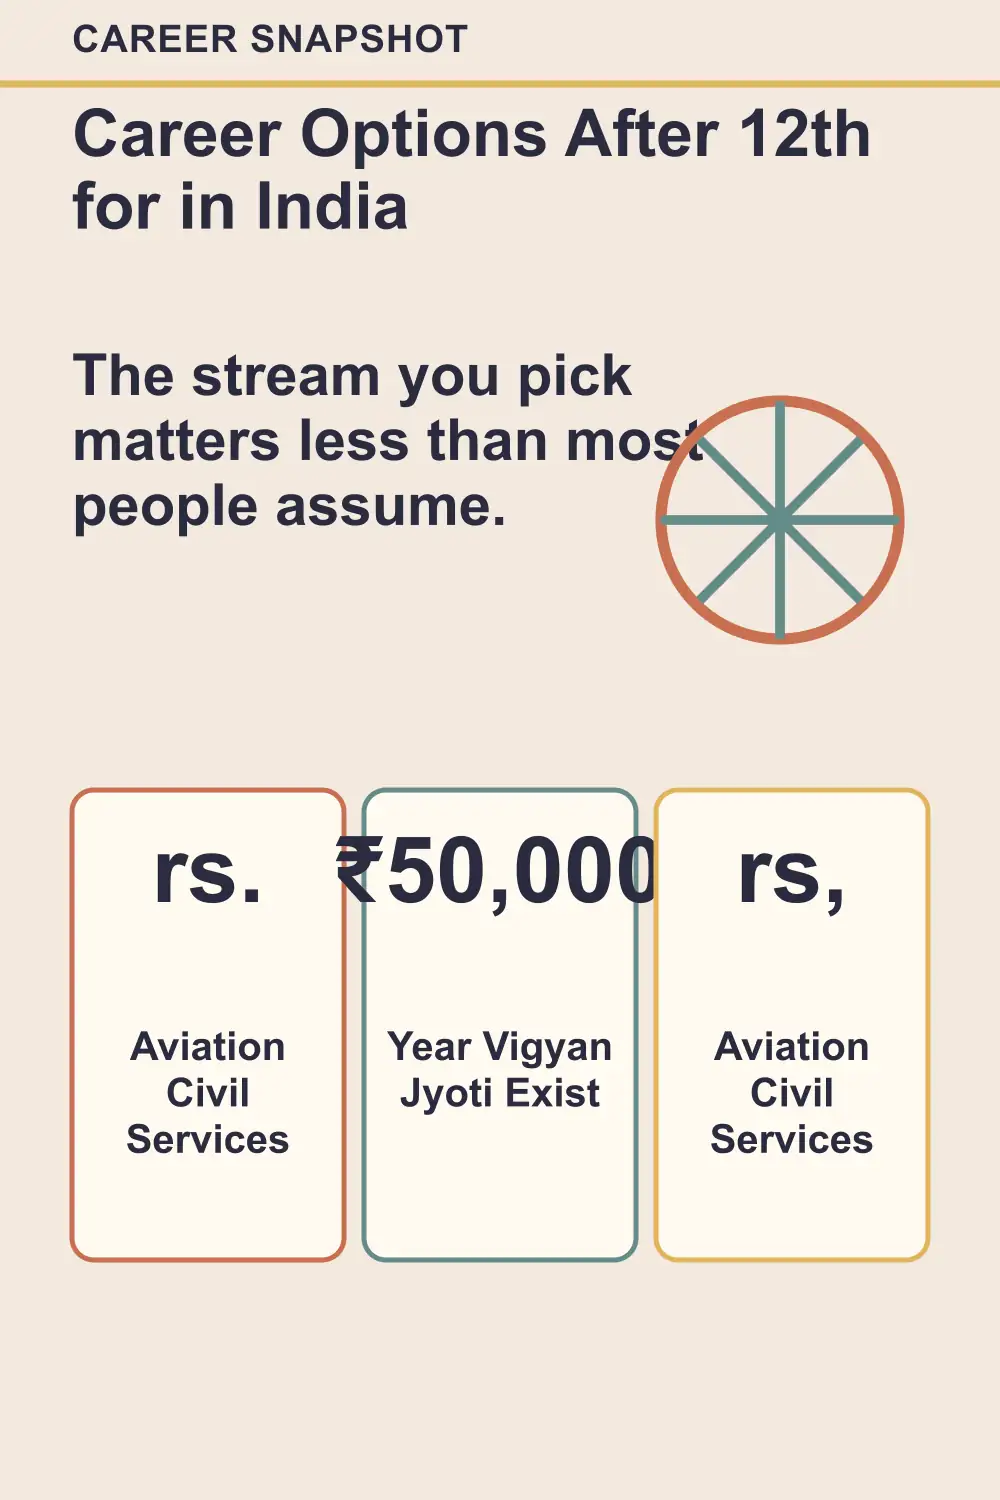 CAREER SNAPSHOT
Career Options After 12th
for in India
The stream you pick
matters less than most
people assume.
rs.
₹50,000
rs,
Aviation
Civil
Services
Year Vigyan
Jyoti Exist
Aviation
Civil
Services